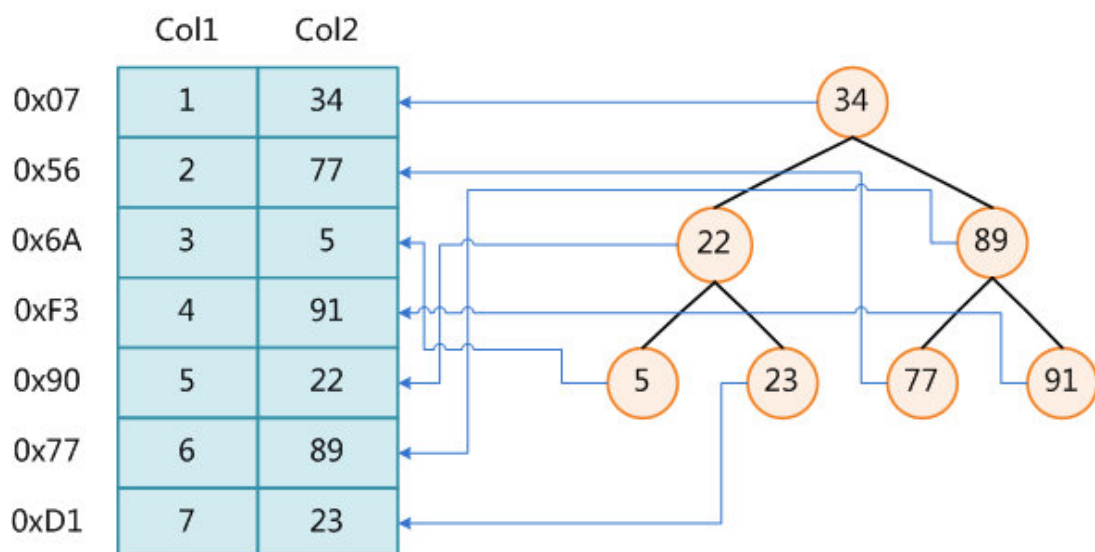 Col1 Col2
0x07 1 34 34
0x56 2 77
0x6A 3 5 22 89
0xF3 4 91
0x90 5 22 5 23 77 91
0x77 6 89
0xD1 7 23